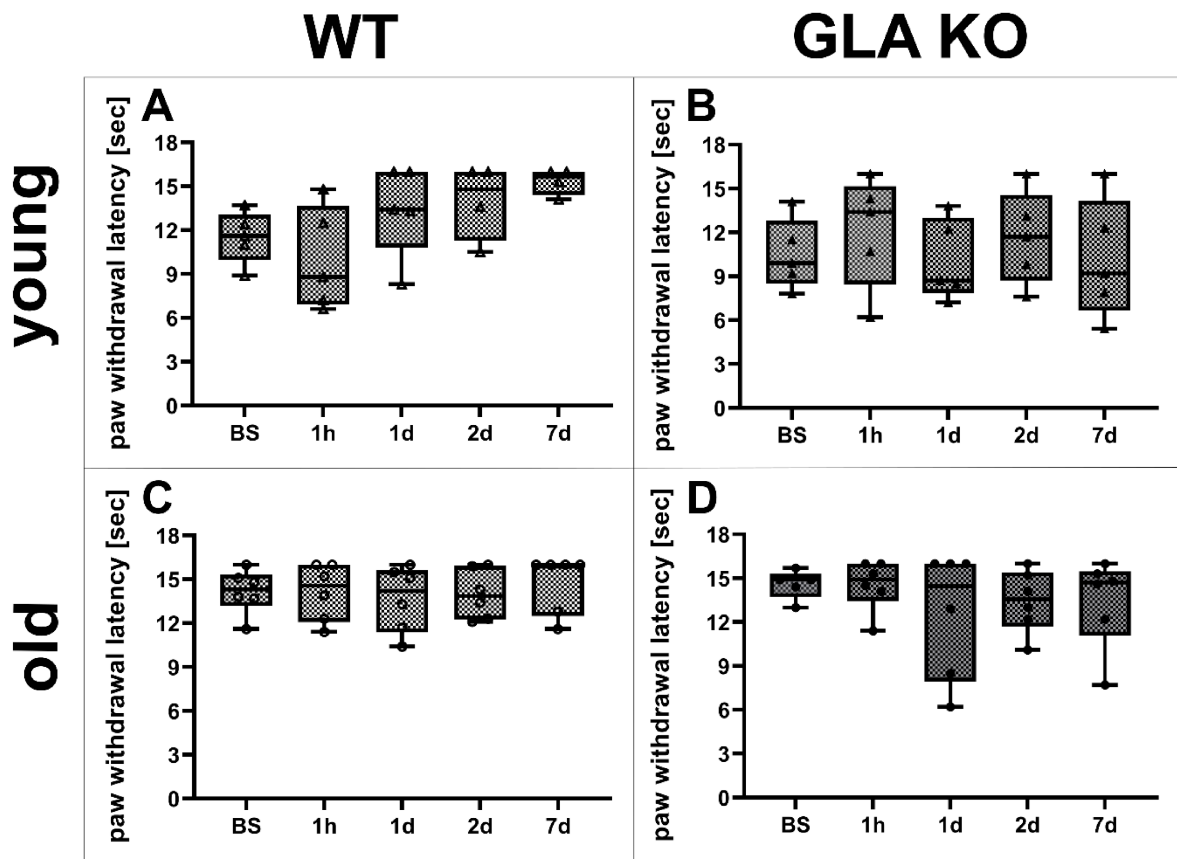 WT
GLA KO
young
A
paw withdrawal latency [sec]
18
15
12
9
6
3
0
BS 1h 1d 2d 7d
B
paw withdrawal latency [sec]
18
15
12
9
6
3
0
BS 1h 1d 2d 7d
old
C
paw withdrawal latency [sec]
18
15
12
9
6
3
0
BS 1h 1d 2d 7d
D
paw withdrawal latency [sec]
18
15
12
9
6
3
0
BS 1h 1d 2d 7d